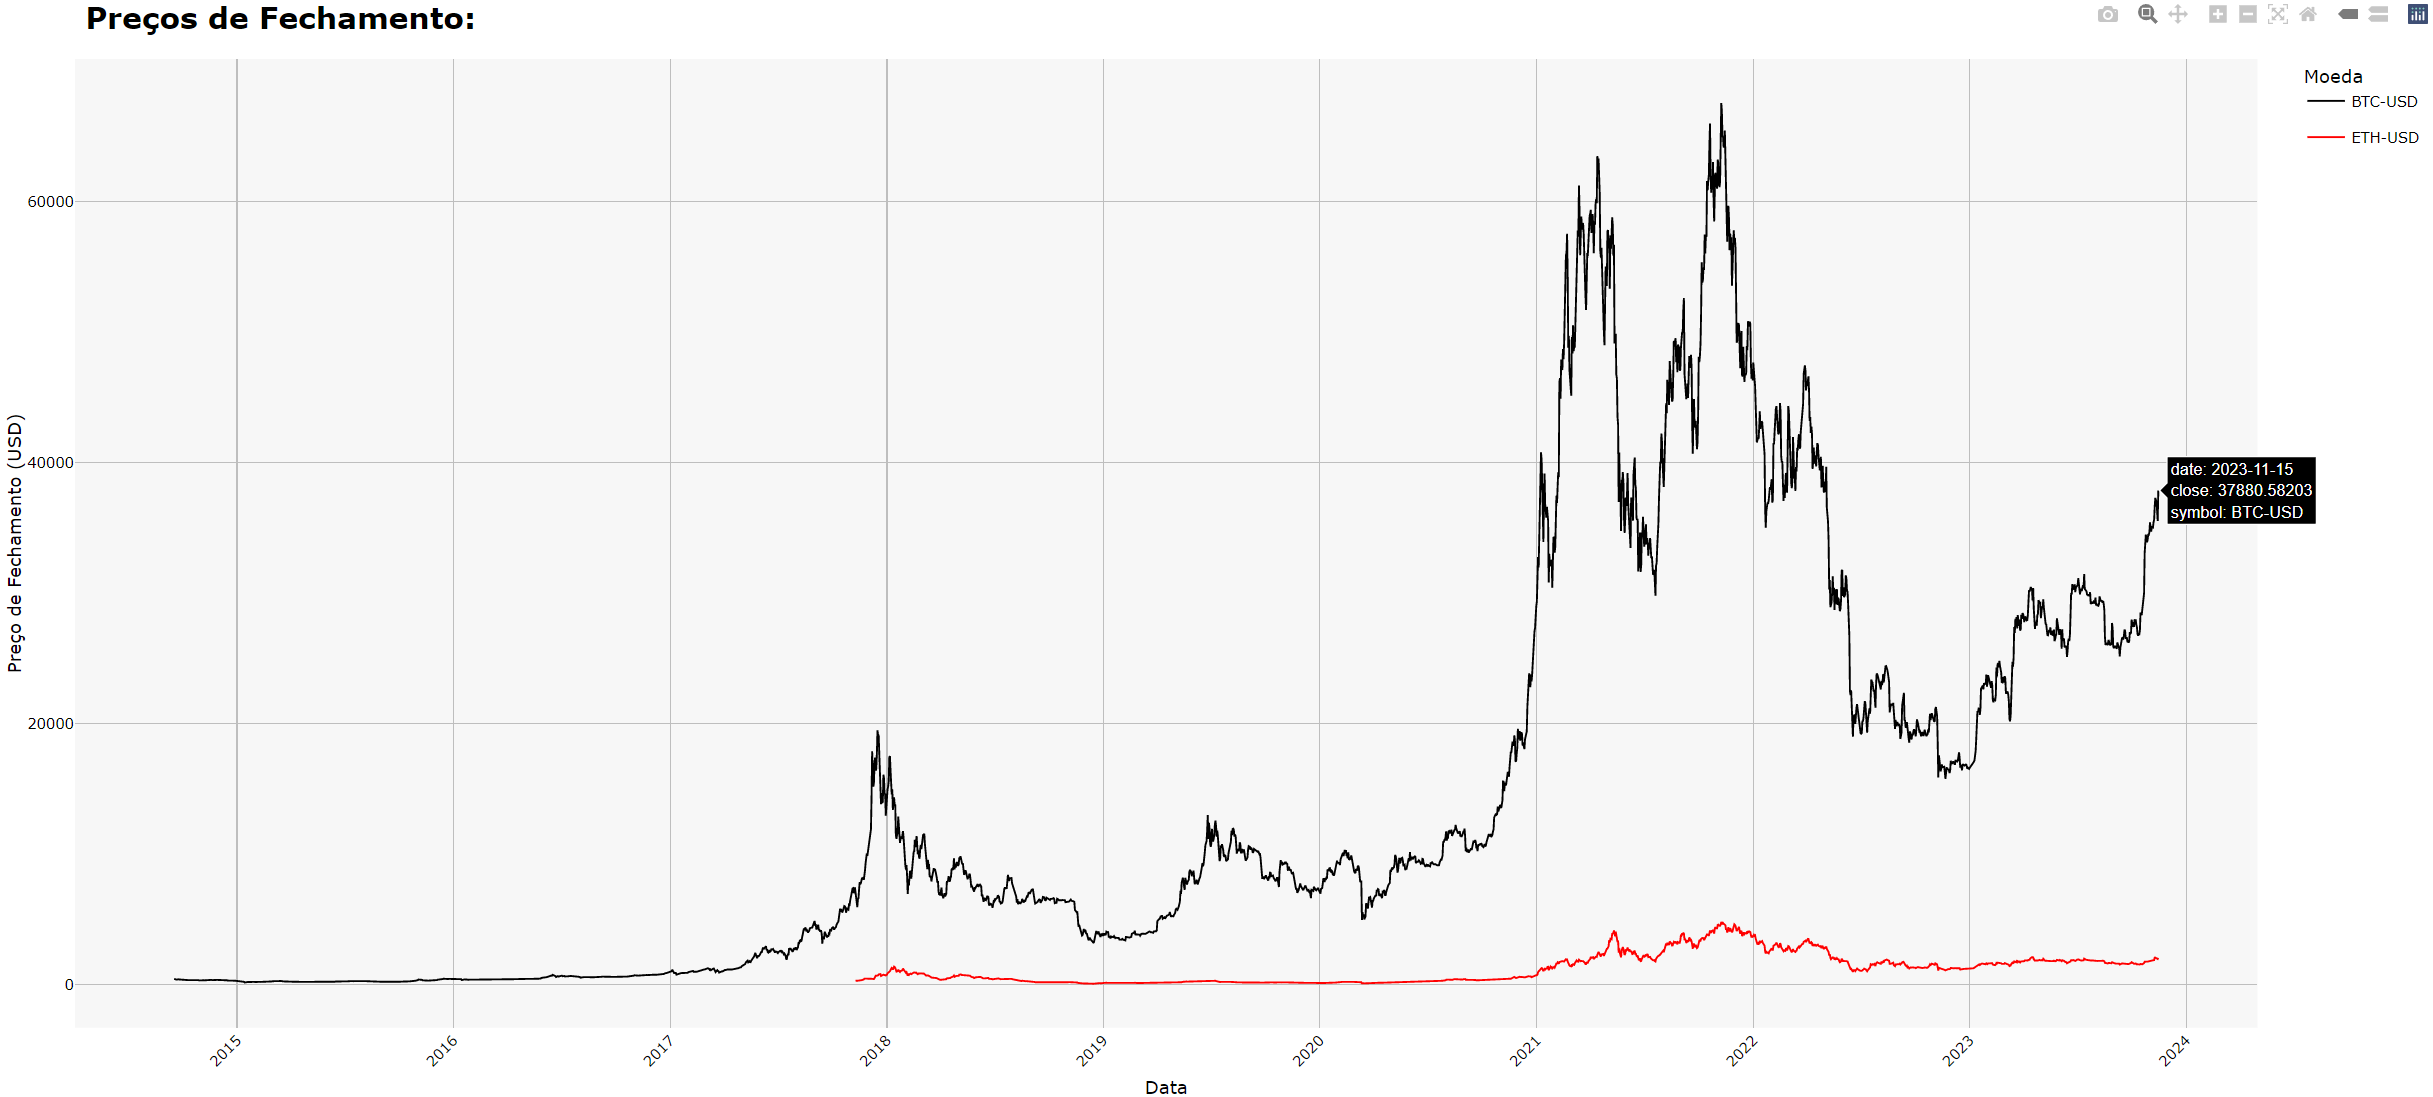 Preços de Fechamento:
Moeda
BTC-USD
ETH-USD
Preço de Fechamento (USD)
60000
40000
20000
0
date: 2023-11-15
close: 37880.58203
symbol: BTC-USD
2015
2016
2017
2018
2019
2020
2021
2022
2023
2024
Data